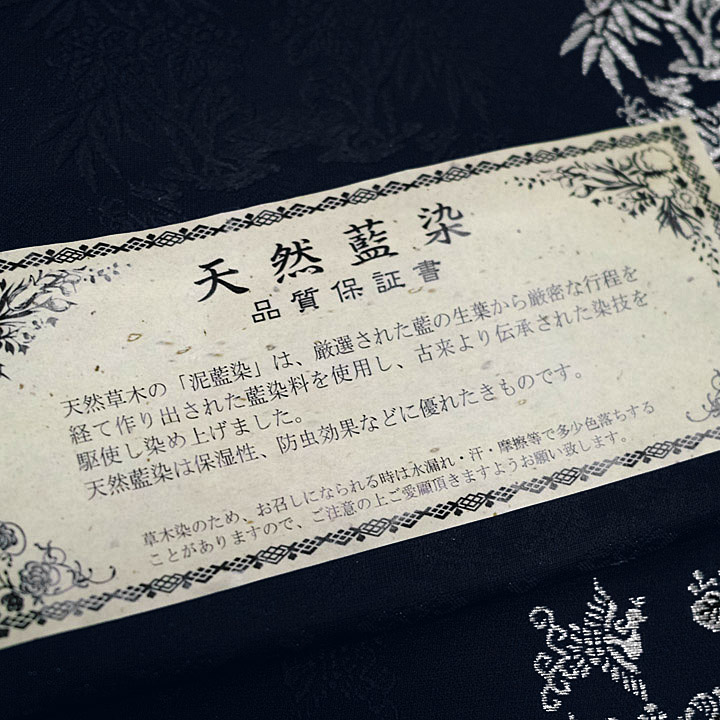 天然藍染
品質保証書
天然草木の「泥藍染」は、厳選された藍の生葉から厳密な行程を
経て作り出された藍染料を使用し、古来より伝承された染技を
駆使し染め上げました。
天然藍染は保湿性、防虫効果などに優れたきものです。
草木染のため、お召しになられる時は水漏れ・汗・摩擦等で多少色落ちする
ことがありますので、ご注意の上ご愛顧頂きますようお願い致します。